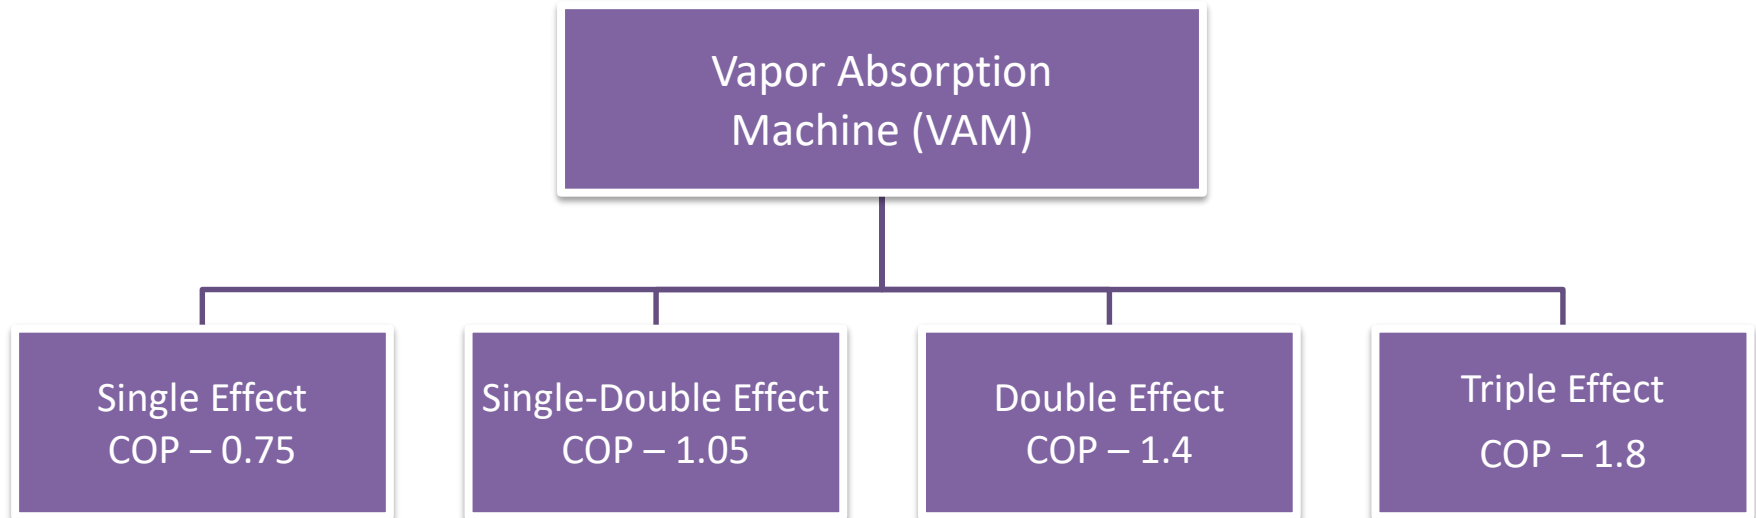 Vapor Absorption
Machine (VAM)
Single Effect
COP – 0.75
Single-Double Effect
COP – 1.05
Double Effect
COP – 1.4
Triple Effect
COP – 1.8